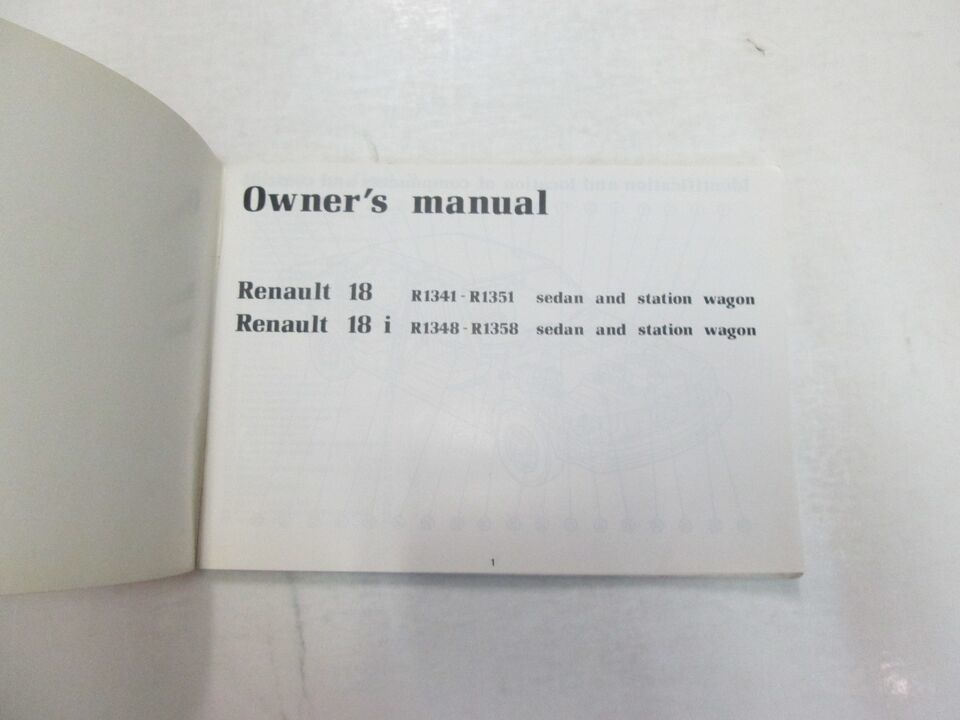 Owner's manual
Renault 18 R1341 - R1351 sedan and station wagon
Renault 18 i R1348 - R1358 sedan and station wagon
1